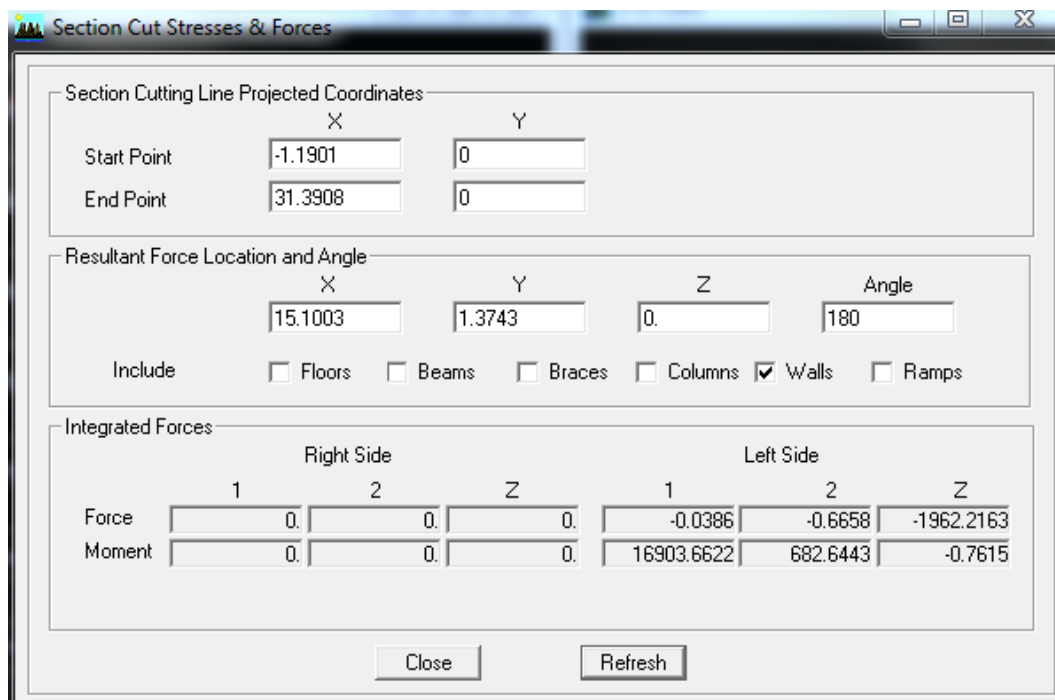 Section Cut Stresses & Forces
Section Cutting Line Projected Coordinates
X Y
Start Point -1.1901 0
End Point 31.3908 0
Resultant Force Location and Angle
X Y Z Angle
15.1003 1.3743 0. 180
Include Floors Beams Braces Columns Walls Ramps
Integrated Forces
Right Side Left Side
1 2 Z 1 2 Z
Force 0. 0. 0. -0.0386 -0.6658 -1962.2163
Moment 0. 0. 0. 16903.6622 682.6443 -0.7615
Close Refresh